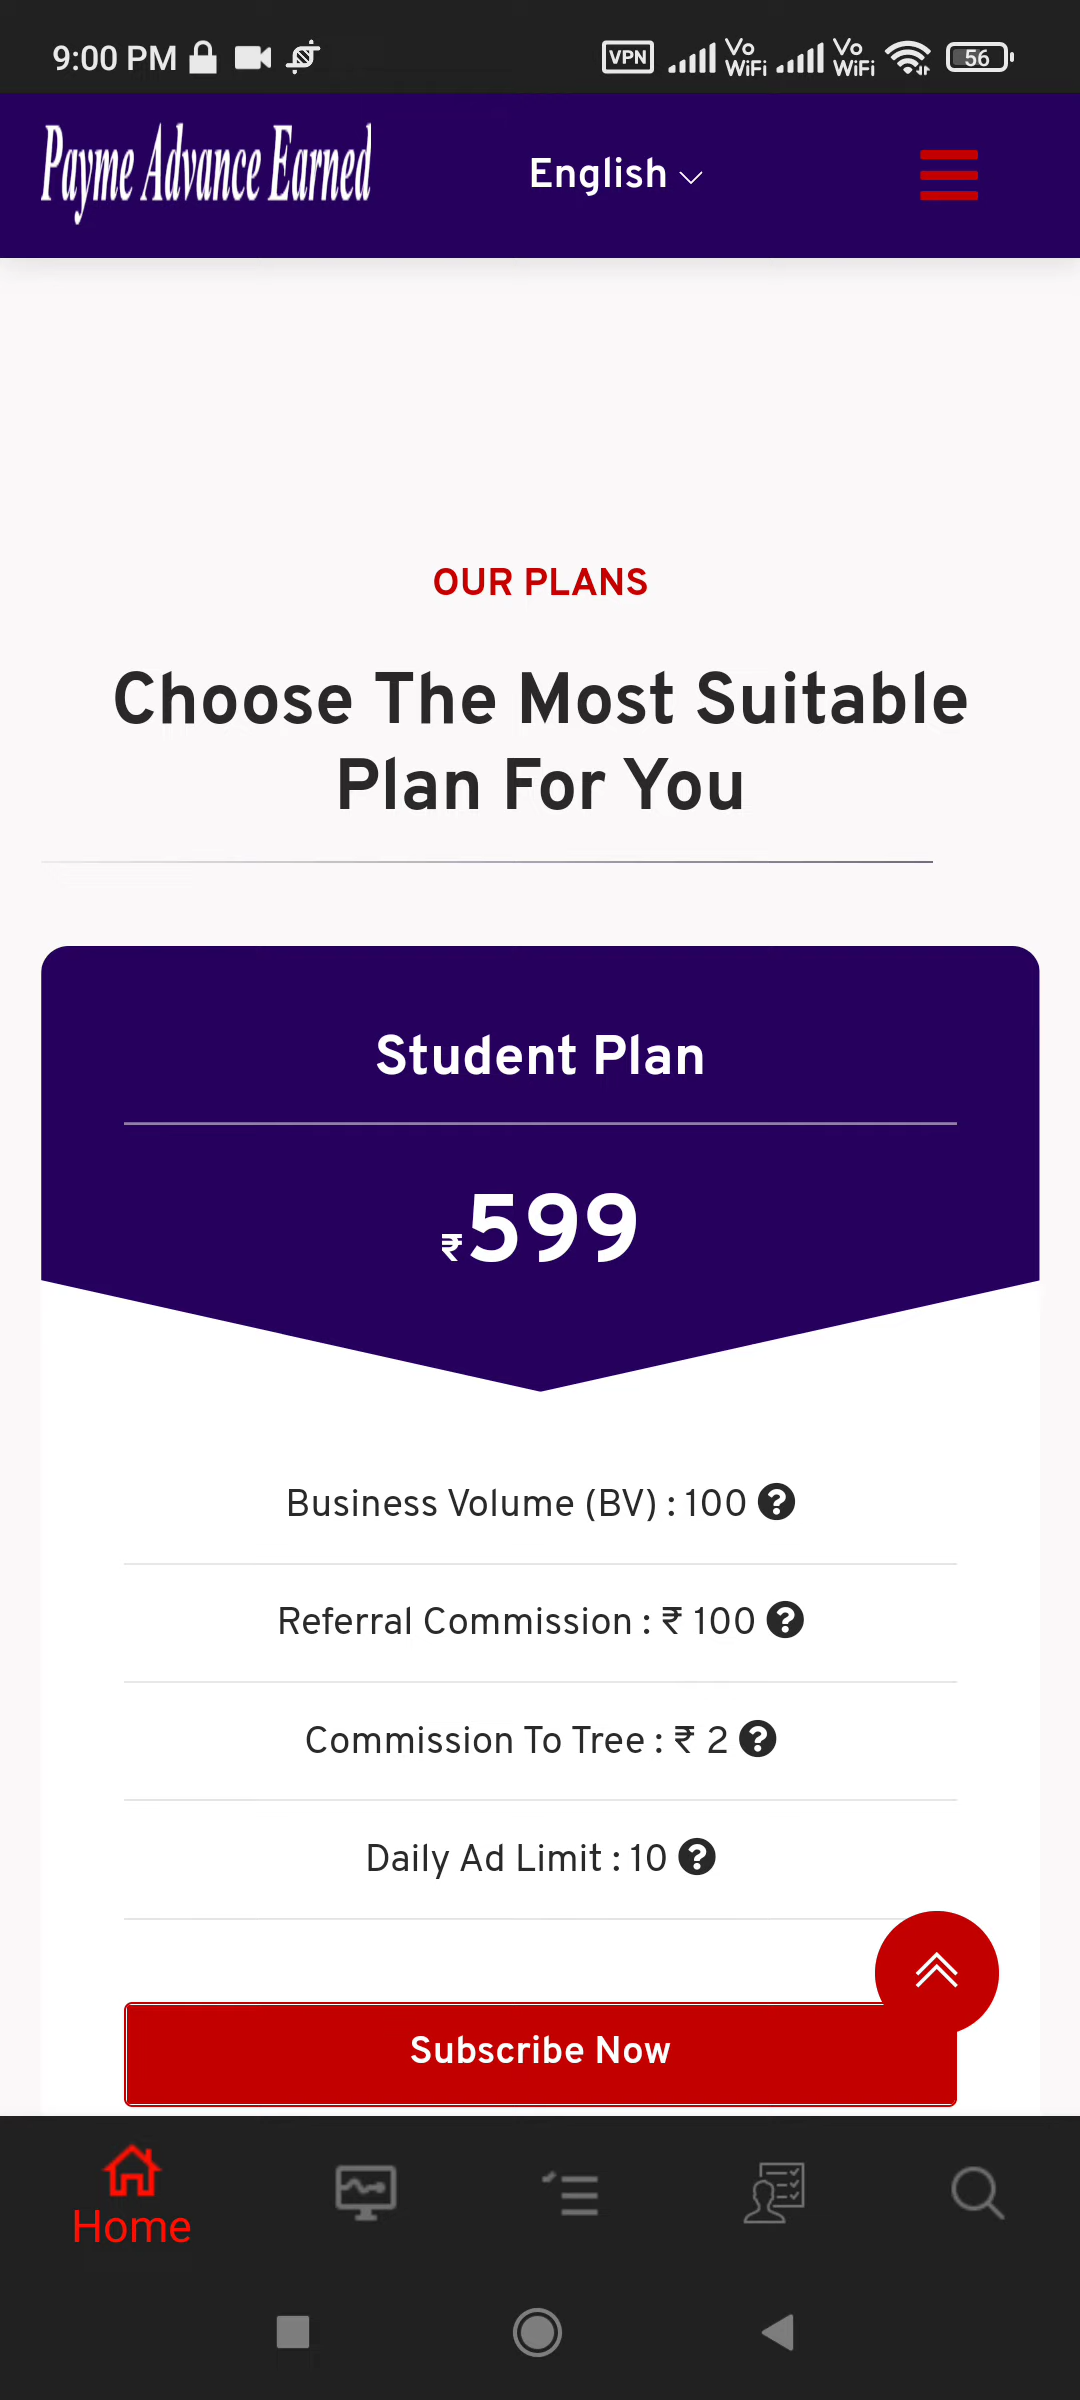 9:00 PM
VPN
Vo
WiFi
Vo
WiFi
56
Payme Advance Earned
English
OUR PLANS
Choose The Most Suitable
Plan For You
Student Plan
₹599
Business Volume (BV) : 100 ?
Referral Commission : ₹ 100 ?
Commission To Tree : ₹ 2 ?
Daily Ad Limit : 10 ?
Subscribe Now
Home